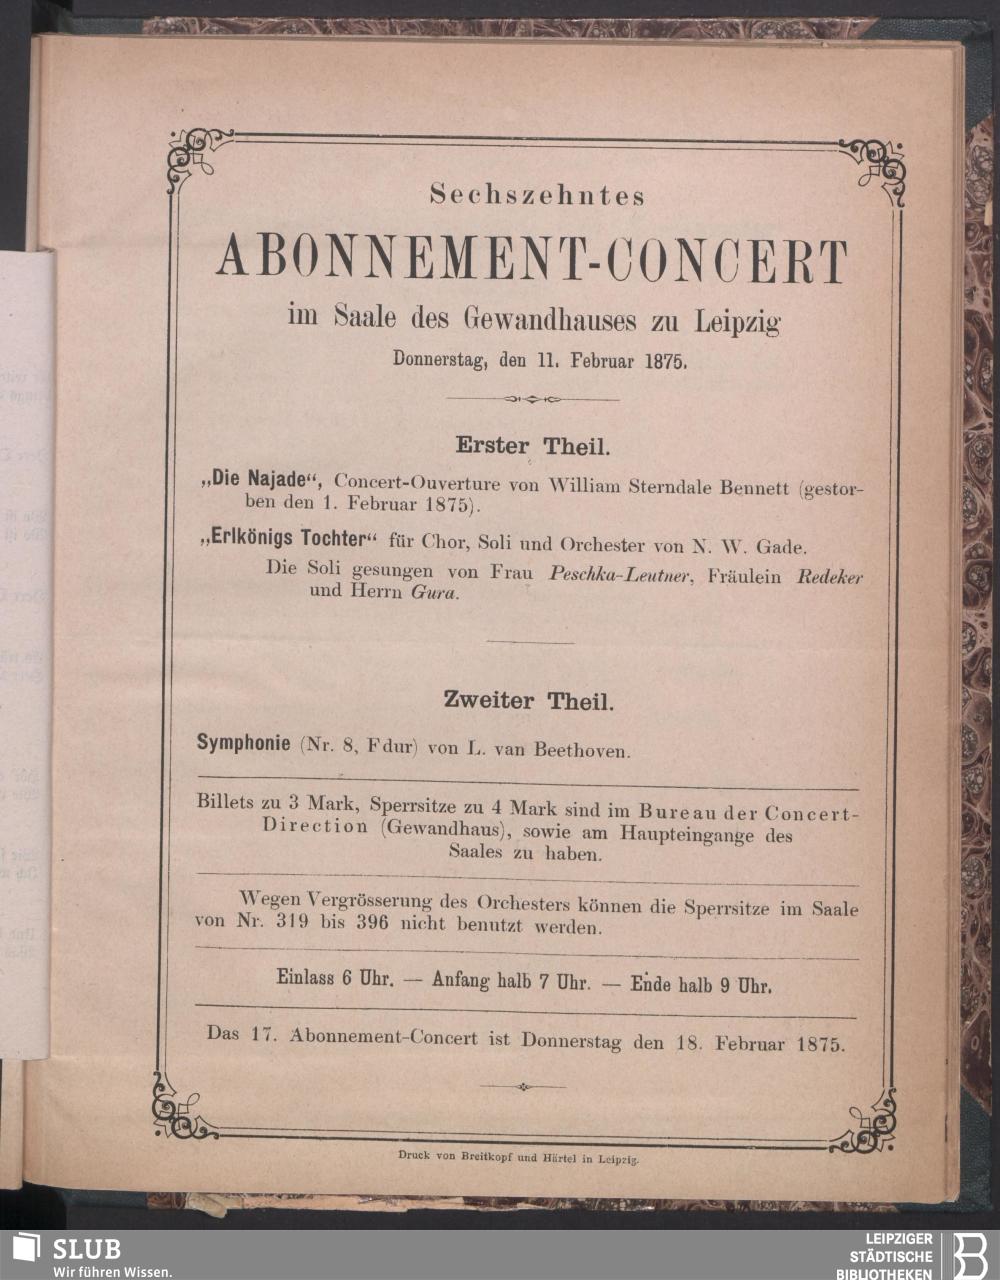 Sechszehntes
ABONNEMENT-CONCERT
im Saale des Gewandhauses zu Leipzig
Donnerstag, den 11. Februar 1875.
Erster Theil.
„Die Najade“, Concert-Ouverture von William Sterndale Bennett (gestor-
ben den 1. Februar 1875).
„Erlkönigs Tochter“ für Chor, Soli und Orchester von N. W. Gade.
Die Soli gesungen von Frau Peschka-Leutner, Fräulein Redeker
und Herrn Gura.
Zweiter Theil.
Symphonie (Nr. 8, Fdur) von L. van Beethoven.
Billets zu 3 Mark, Sperrsitze zu 4 Mark sind im Bureau der Concert-
Direction (Gewandhaus), sowie am Haupteingange des
Saales zu haben.
Wegen Vergrösserung des Orchesters können die Sperrsitze im Saale
von Nr. 319 bis 396 nicht benutzt werden.
Einlass 6 Uhr. — Anfang halb 7 Uhr. — Ende halb 9 Uhr.
Das 17. Abonnement-Concert ist Donnerstag den 18. Februar 1875.
Druck von Breitkopf und Härtel in Leipzig.
SLUB
Wir führen Wissen.
LEIPZIGER
STÄDTISCHE
BIBLIOTHEKEN